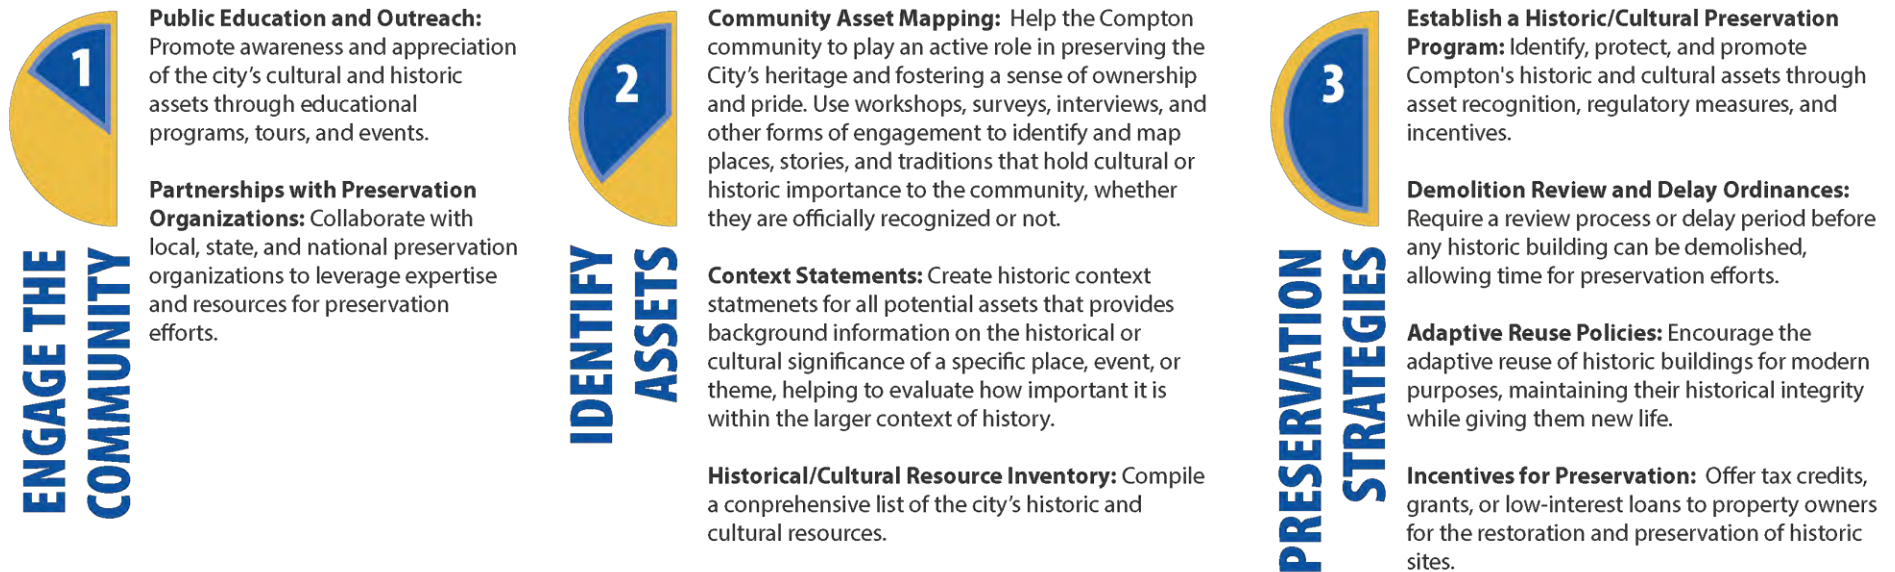 1
ENGAGE THE
COMMUNITY
Public Education and Outreach:
Promote awareness and appreciation
of the city’s cultural and historic
assets through educational
programs, tours, and events.
Partnerships with Preservation
Organizations: Collaborate with
local, state, and national preservation
organizations to leverage expertise
and resources for preservation
efforts.
2
IDENTIFY
ASSETS
Community Asset Mapping: Help the Compton
community to play an active role in preserving the
City’s heritage and fostering a sense of ownership
and pride. Use workshops, surveys, interviews, and
other forms of engagement to identify and map
places, stories, and traditions that hold cultural or
historic importance to the community, whether
they are officially recognized or not.
Context Statements: Create historic context
statmenets for all potential assets that provides
background information on the historical or
cultural significance of a specific place, event, or
theme, helping to evaluate how important it is
within the larger context of history.
Historical/Cultural Resource Inventory: Compile
a conprehensive list of the city’s historic and
cultural resources.
3
PRESERVATION
STRATEGIES
Establish a Historic/Cultural Preservation
Program: Identify, protect, and promote
Compton's historic and cultural assets through
asset recognition, regulatory measures, and
incentives.
Demolition Review and Delay Ordinances:
Require a review process or delay period before
any historic building can be demolished,
allowing time for preservation efforts.
Adaptive Reuse Policies: Encourage the
adaptive reuse of historic buildings for modern
purposes, maintaining their historical integrity
while giving them new life.
Incentives for Preservation: Offer tax credits,
grants, or low-interest loans to property owners
for the restoration and preservation of historic
sites.